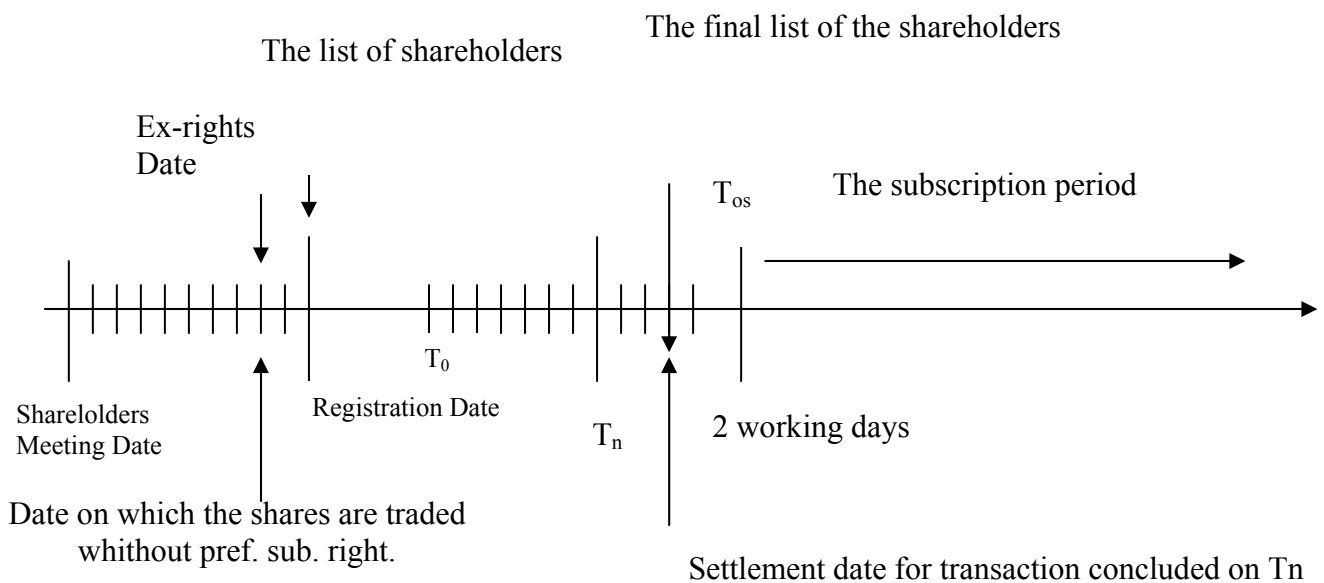 The final list of the shareholders
The list of shareholders
Ex-rights
Date
Tos
The subscription period
T0
Sharelolders
Meeting Date
Registration Date
Tn
2 working days
Date on which the shares are traded
whithout pref. sub. right.
Settlement date for transaction concluded on Tn